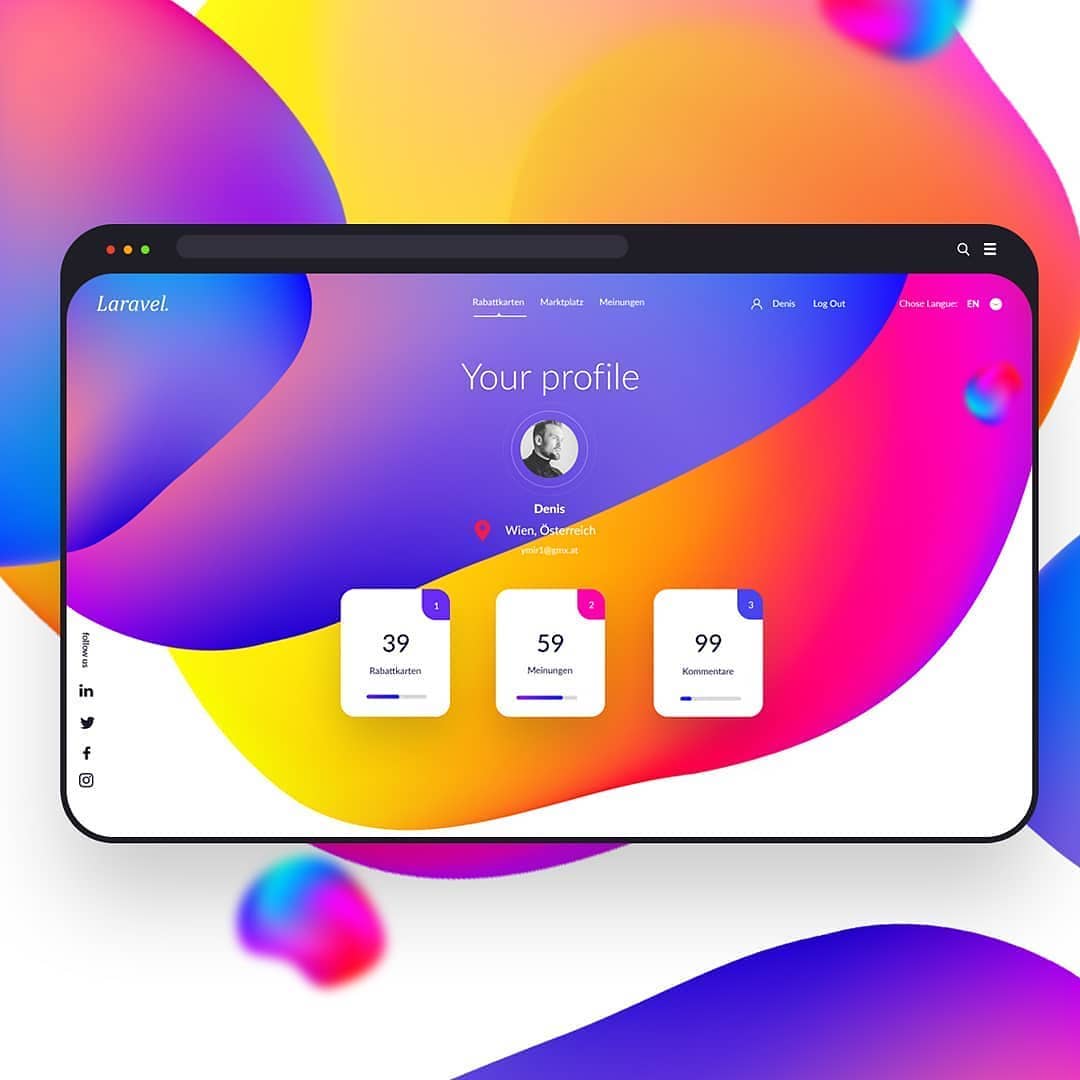 Laravel.
Rabattkarten Marktplatz Meinungen
Denis Log Out
Chose Langue: EN
Your profile
Denis
Wien, Österreich
ymir1@gmx.at
1
39
Rabattkarten
2
59
Meinungen
3
99
Kommentare
follow us
in